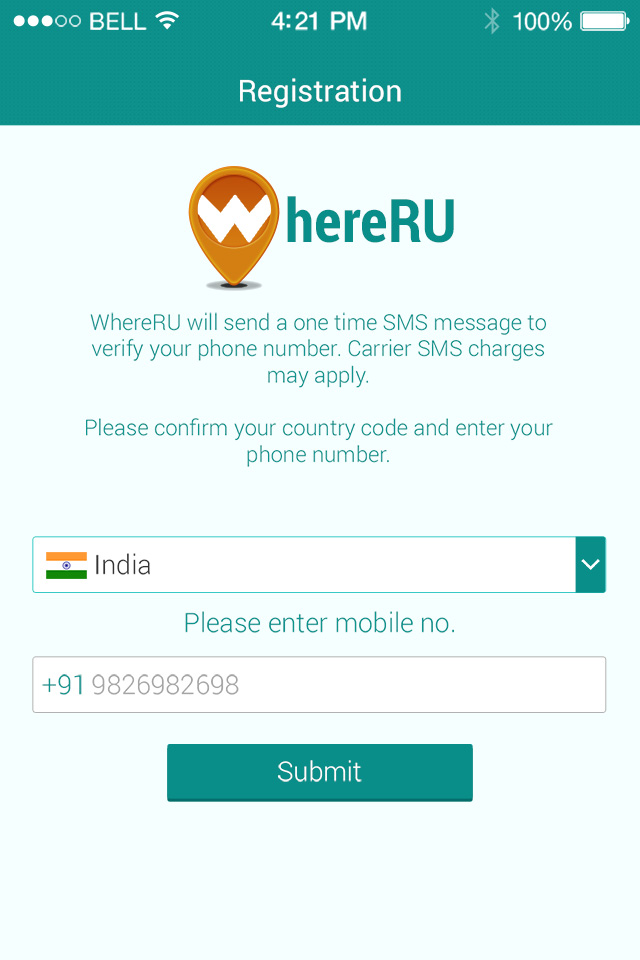 BELL 4:21 PM 100%
Registration
WhereRU
WhereRU will send a one time SMS message to
verify your phone number. Carrier SMS charges
may apply.
Please confirm your country code and enter your
phone number.
India
Please enter mobile no.
+91 9826982698
Submit